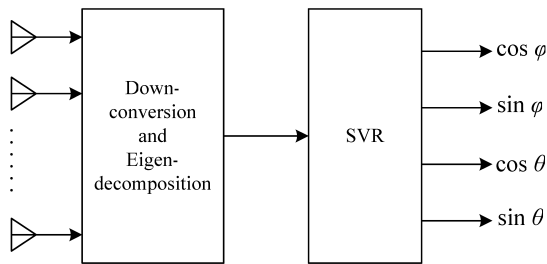 Down-
conversion
and
Eigen-
decomposition
SVR
cos φ
sin φ
cos θ
sin θ